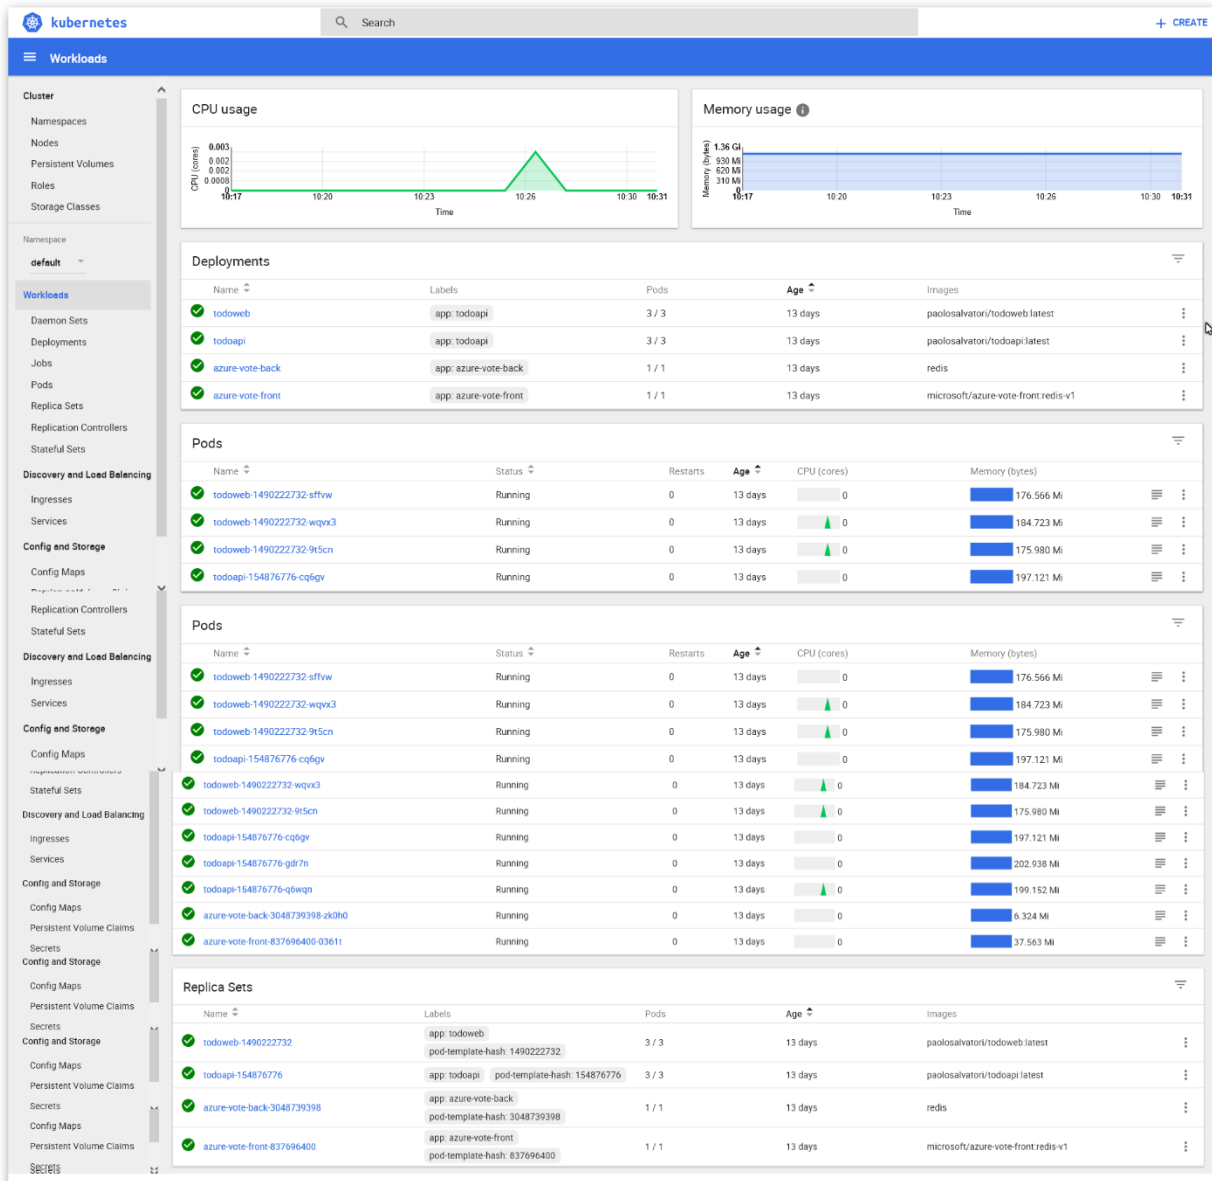 kubernetes
Search
+ CREATE
Workloads
Cluster
Namespaces
Nodes
Persistent Volumes
Roles
Storage Classes
Namespace
default
Workloads
Daemon Sets
Deployments
Jobs
Pods
Replica Sets
Replication Controllers
Stateful Sets
Discovery and Load Balancing
Ingresses
Services
Config and Storage
Config Maps
Replication Controllers
Stateful Sets
Discovery and Load Balancing
Ingresses
Services
Config and Storage
Config Maps
Stateful Sets
Discovery and Load Balancing
Ingresses
Services
Config and Storage
Config Maps
Persistent Volume Claims
Secrets
Config and Storage
Config Maps
Persistent Volume Claims
Secrets
Config and Storage
Config Maps
Persistent Volume Claims
Secrets
Config Maps
Persistent Volume Claims
Secrets
CPU usage
CPU (cores)
0.003
0.002
0.002
0.0008
0
10:17 10:20 10:23 10:26 10:30 10:31
Time
Memory usage
Memory (bytes)
1.36 Gi
930 Mi
620 Mi
310 Mi
0
10:17 10:20 10:23 10:26 10:30 10:31
Time
Deployments
Name Labels Pods Age Images
todoweb app: todoapi 3 / 3 13 days paolosalvatori/todoweb:latest
todoapi app: todoapi 3 / 3 13 days paolosalvatori/todoapi:latest
azure-vote-back app: azure-vote-back 1 / 1 13 days redis
azure-vote-front app: azure-vote-front 1 / 1 13 days microsoft/azure-vote-front:redis-v1
Pods
Name Status Restarts Age CPU (cores) Memory (bytes)
todoweb-1490222732-sffvw Running 0 13 days 0 176.566 Mi
todoweb-1490222732-wqvx3 Running 0 13 days 0 184.723 Mi
todoweb-1490222732-9t5cn Running 0 13 days 0 175.980 Mi
todoapi-154876776-cq6gv Running 0 13 days 0 197.121 Mi
Pods
Name Status Restarts Age CPU (cores) Memory (bytes)
todoweb-1490222732-sffvw Running 0 13 days 0 176.566 Mi
todoweb-1490222732-wqvx3 Running 0 13 days 0 184.723 Mi
todoweb-1490222732-9t5cn Running 0 13 days 0 175.980 Mi
todoapi-154876776-cq6gv Running 0 13 days 0 197.121 Mi
todoweb-1490222732-wqvx3 Running 0 13 days 0 184.723 Mi
todoweb-1490222732-9t5cn Running 0 13 days 0 175.980 Mi
todoapi-154876776-cq6gv Running 0 13 days 0 197.121 Mi
todoapi-154876776-gdr7n Running 0 13 days 0 202.938 Mi
todoapi-154876776-q6wqn Running 0 13 days 0 199.152 Mi
azure-vote-back-3048739398-zk0h0 Running 0 13 days 0 6.324 Mi
azure-vote-front-837696400-0361t Running 0 13 days 0 37.563 Mi
Replica Sets
Name Labels Pods Age Images
todoweb-1490222732 app: todoweb pod-template-hash: 1490222732 3 / 3 13 days paolosalvatori/todoweb:latest
todoapi-154876776 app: todoapi pod-template-hash: 154876776 3 / 3 13 days paolosalvatori/todoapi:latest
azure-vote-back-3048739398 app: azure-vote-back pod-template-hash: 3048739398 1 / 1 13 days redis
azure-vote-front-837696400 app: azure-vote-front pod-template-hash: 837696400 1 / 1 13 days microsoft/azure-vote-front:redis-v1